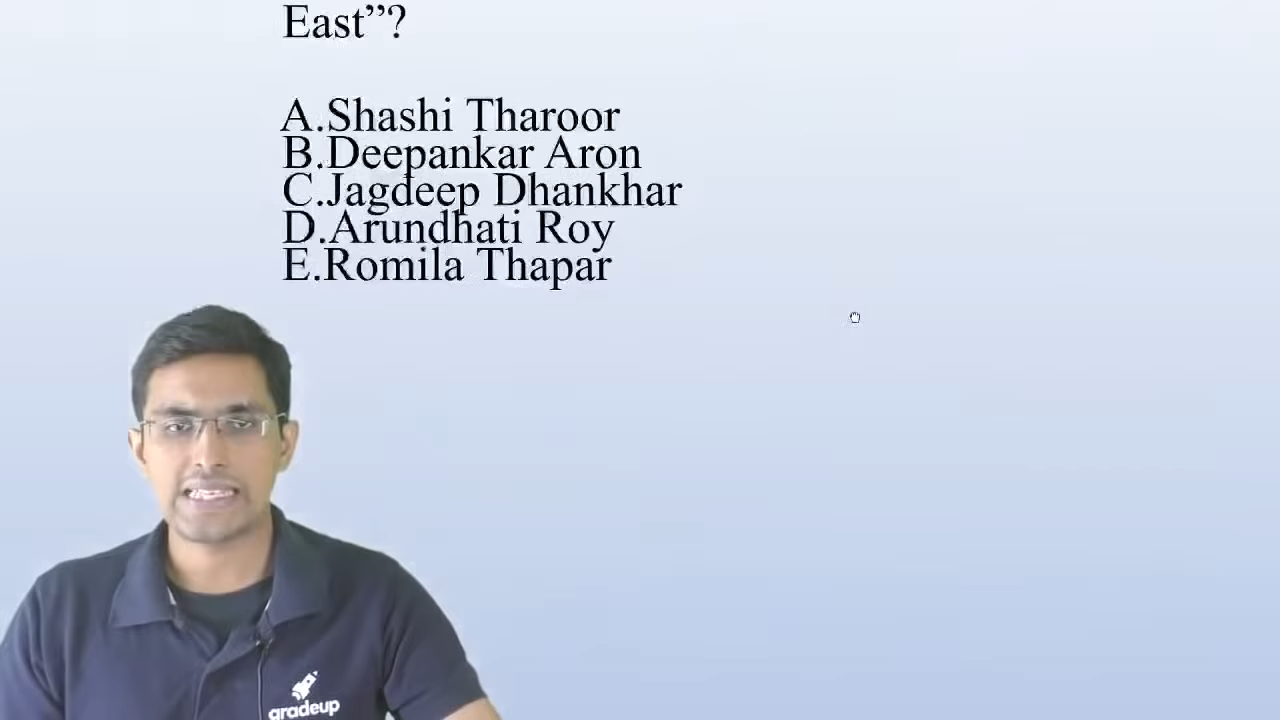 East”?
A.Shashi Tharoor
B.Deepankar Aron
C.Jagdeep Dhankhar
D.Arundhati Roy
E.Romila Thapar
gradeup